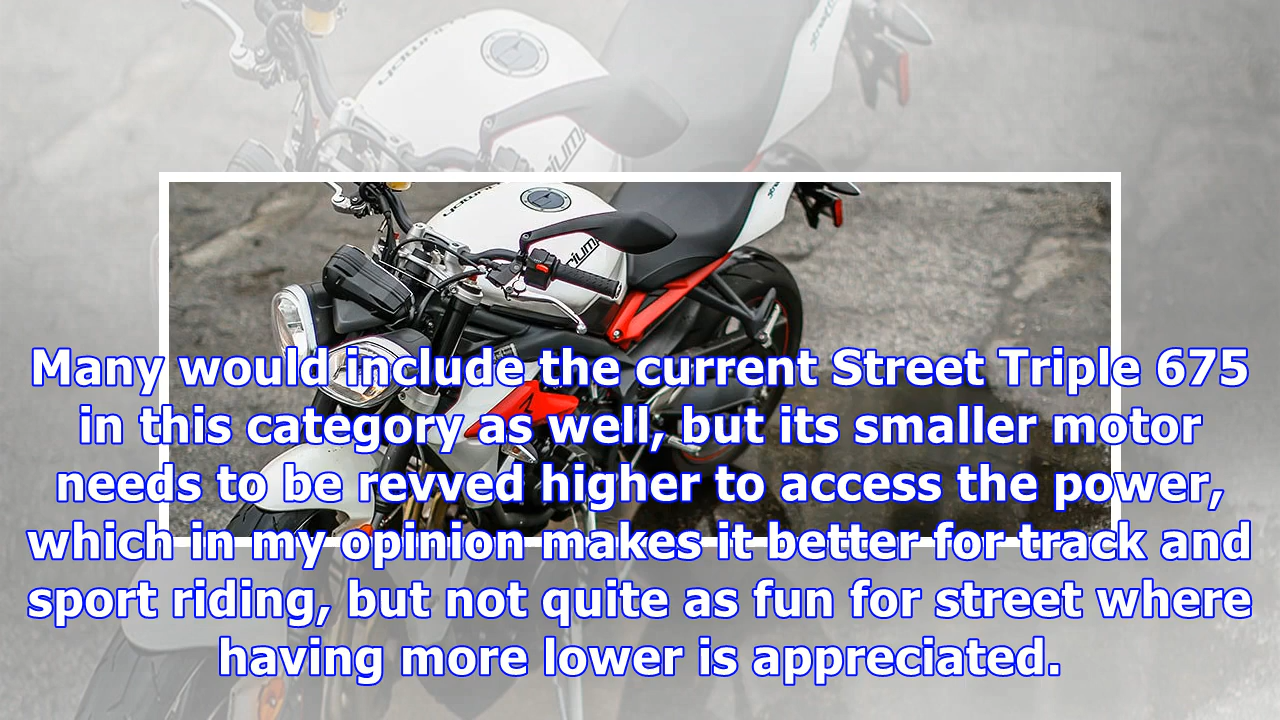 Many would include the current Street Triple 675
in this category as well, but its smaller motor
needs to be revved higher to access the power,
which in my opinion makes it better for track and
sport riding, but not quite as fun for street where
having more lower is appreciated.